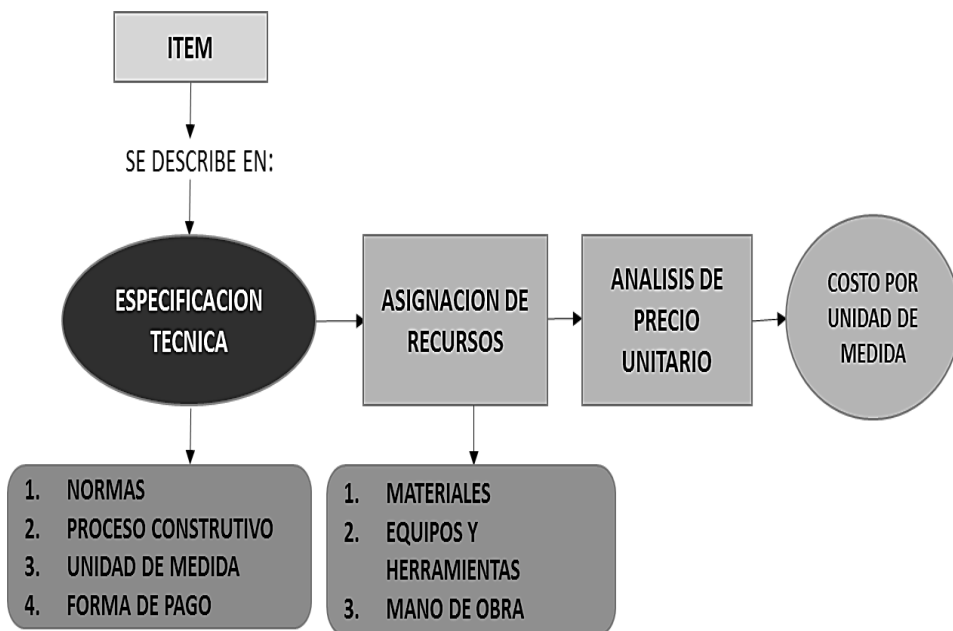 ITEM
SE DESCRIBE EN:
ESPECIFICACION
TECNICA
ASIGNACION DE
RECURSOS
ANALISIS DE
PRECIO
UNITARIO
COSTO POR
UNIDAD DE
MEDIDA
1. NORMAS
2. PROCESO CONSTRUTIVO
3. UNIDAD DE MEDIDA
4. FORMA DE PAGO
1. MATERIALES
2. EQUIPOS Y
HERRAMIENTAS
3. MANO DE OBRA